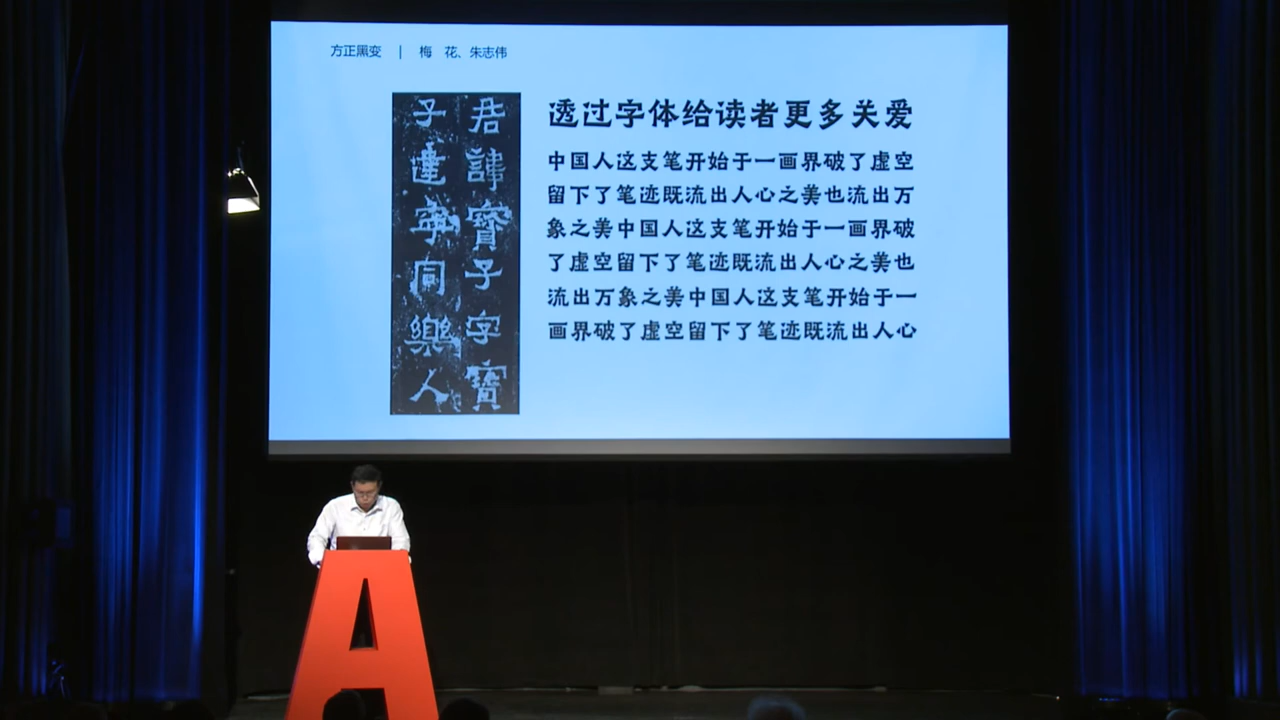 方正黑变 | 梅 花、朱志伟
君諱寶子字寶
子建寧同樂人
透过字体给读者更多关爱
中国人这支笔开始于一画界破了虚空
留下了笔迹既流出人心之美也流出万
象之美中国人这支笔开始于一画界破
了虚空留下了笔迹既流出人心之美也
流出万象之美中国人这支笔开始于一
画界破了虚空留下了笔迹既流出人心
A